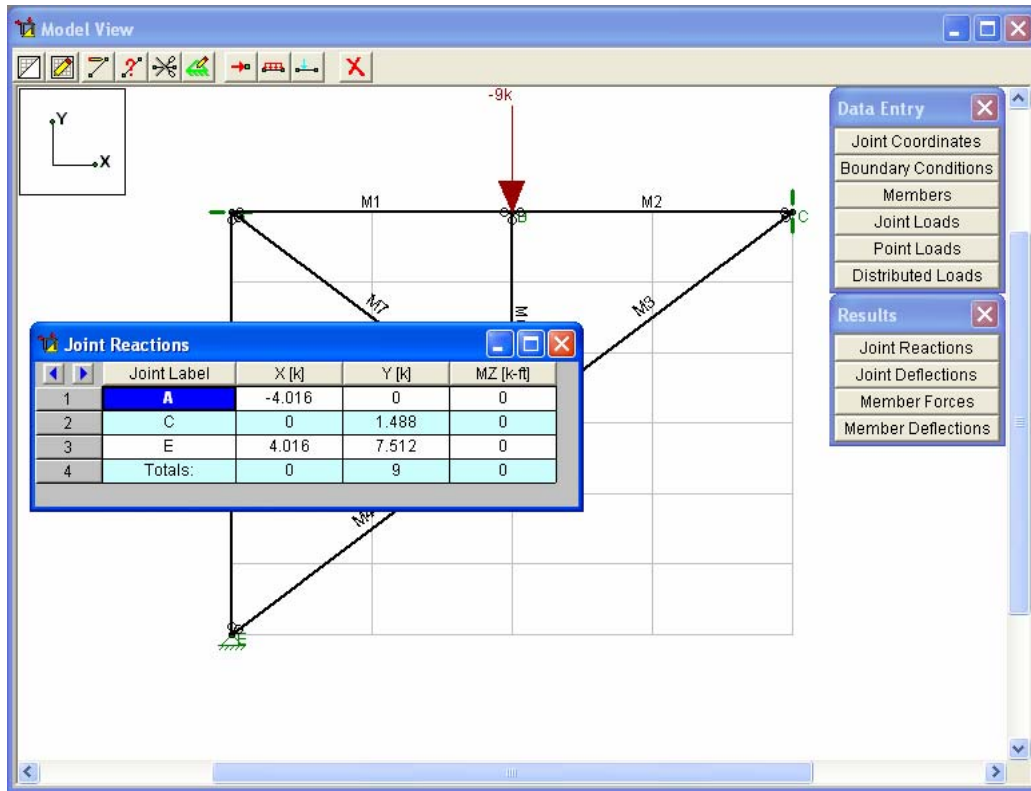 Model View
-9k
Y
X
M1
M2
B
C
M7
M3
M4
E
Data Entry
Joint Coordinates
Boundary Conditions
Members
Joint Loads
Point Loads
Distributed Loads
Results
Joint Reactions
Joint Deflections
Member Forces
Member Deflections
Joint Reactions
Joint Label X [k] Y [k] MZ [k-ft]
1 A -4.016 0 0
2 C 0 1.488 0
3 E 4.016 7.512 0
4 Totals: 0 9 0